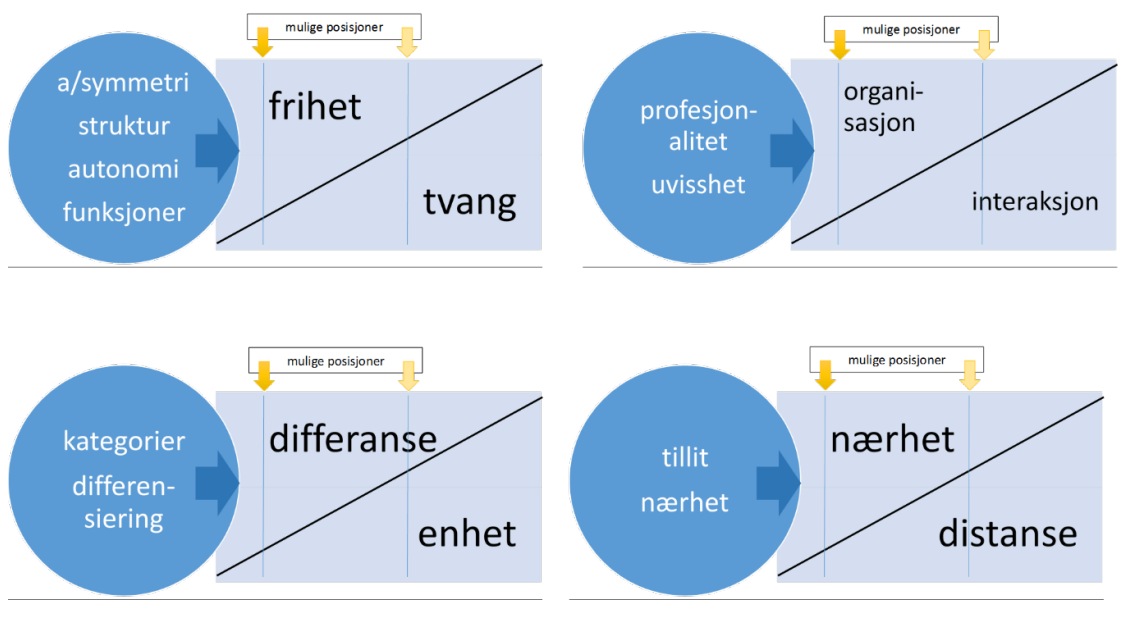 mulige posisjoner
a/symmetri
struktur
autonomi
funksjoner
frihet
tvang
mulige posisjoner
profesjon-
alitet
uvisshet
organi-
sasjon
interaksjon
mulige posisjoner
kategorier
differen-
siering
differanse
enhet
mulige posisjoner
tillit
nærhet
nærhet
distanse